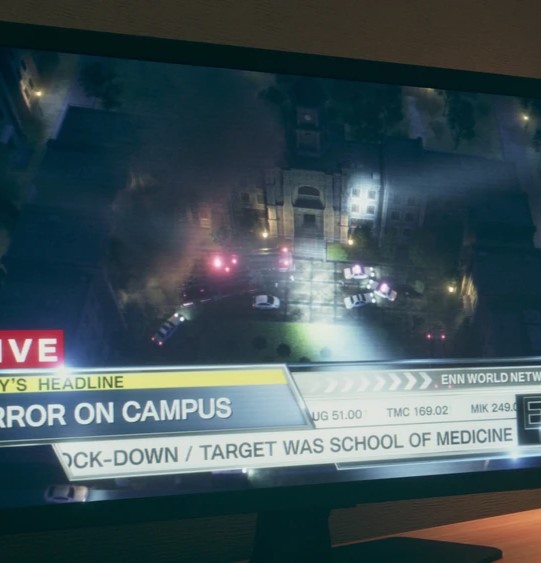 IVE
Y'S HEADLINE
RROR ON CAMPUS
ENN WORLD NETW
UG 51.00 TMC 169.02 MIK 249.0
OCK-DOWN / TARGET WAS SCHOOL OF MEDICINE
E